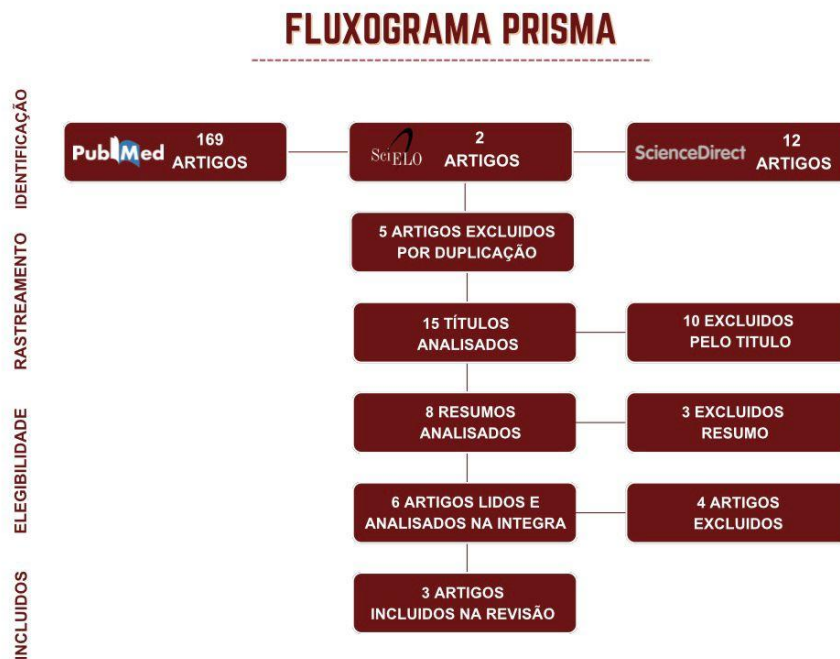 FLUXOGRAMA PRISMA
IDENTIFICAÇÃO
PubMed
169
ARTIGOS
SciELO
2
ARTIGOS
ScienceDirect
12
ARTIGOS
RASTREAMENTO
5 ARTIGOS EXCLUIDOS
POR DUPLICAÇÃO
15 TÍTULOS
ANALISADOS
10 EXCLUIDOS
PELO TITULO
ELEGIBILIDADE
8 RESUMOS
ANALISADOS
3 EXCLUIDOS
RESUMO
6 ARTIGOS LIDOS E
ANALISADOS NA INTEGRA
4 ARTIGOS
EXCLUIDOS
INCLUIDOS
3 ARTIGOS
INCLUIDOS NA REVISÃO